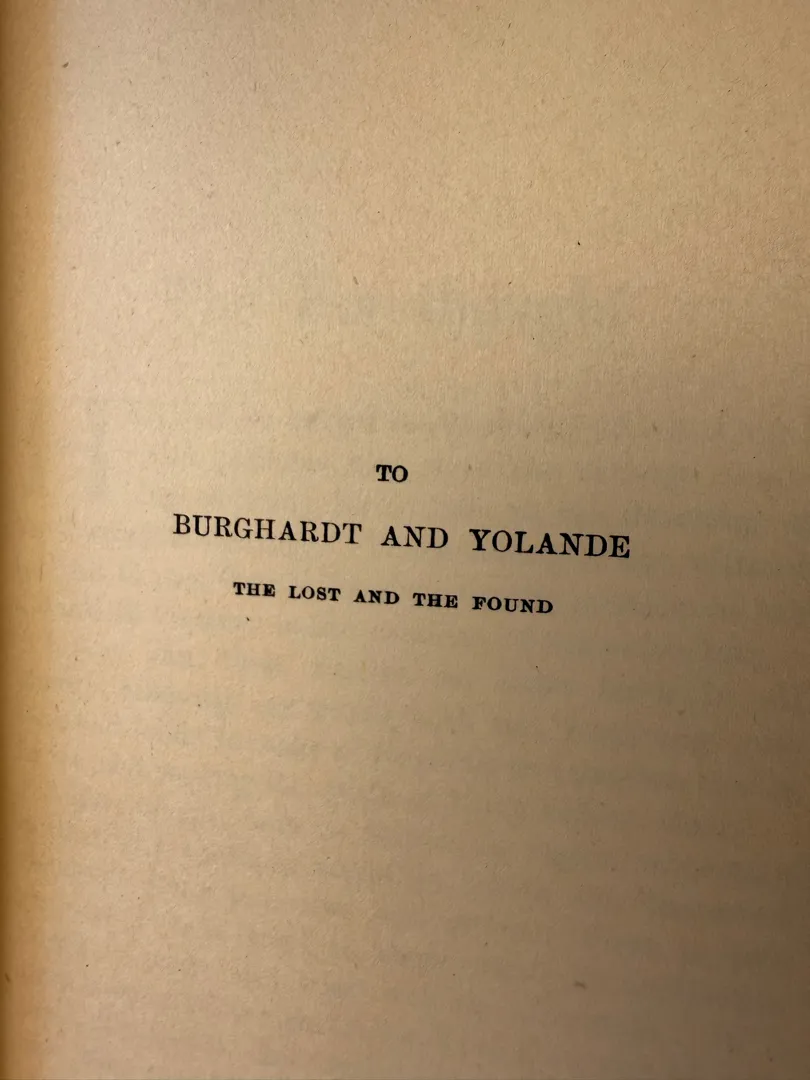 TO
BURGHARDT AND YOLANDE
THE LOST AND THE FOUND